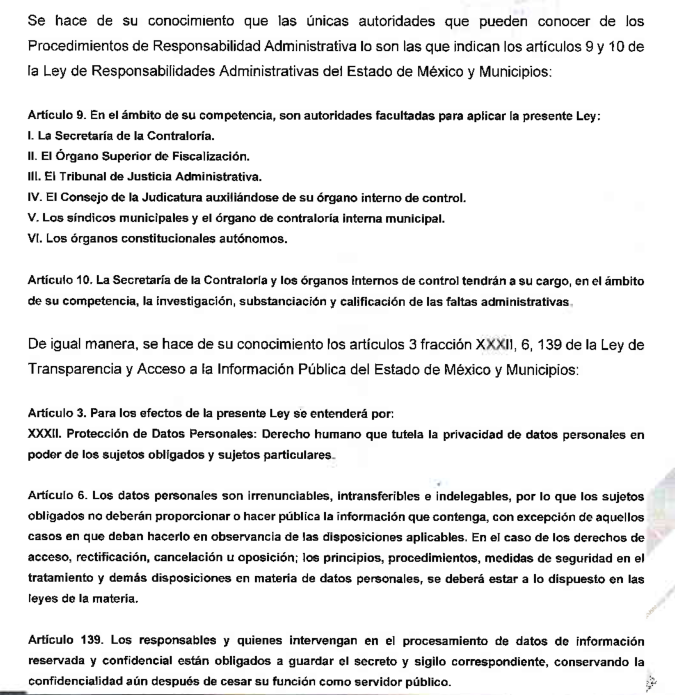 Se hace de su conocimiento que las únicas autoridades que pueden conocer de los
Procedimientos de Responsabilidad Administrativa lo son las que indican los artículos 9 y 10 de
la Ley de Responsabilidades Administrativas del Estado de México y Municipios:
Artículo 9. En el ámbito de su competencia, son autoridades facultadas para aplicar la presente Ley:
I. La Secretaría de la Contraloría.
II. El Órgano Superior de Fiscalización.
III. El Tribunal de Justicia Administrativa.
IV. El Consejo de la Judicatura auxiliándose de su órgano interno de control.
V. Los síndicos municipales y el órgano de contraloría interna municipal.
VI. Los órganos constitucionales autónomos.
Artículo 10. La Secretaría de la Contraloría y los órganos internos de control tendrán a su cargo, en el ámbito
de su competencia, la investigación, substanciación y calificación de las faltas administrativas.
De igual manera, se hace de su conocimiento los artículos 3 fracción XXXII, 6, 139 de la Ley de
Transparencia y Acceso a la Información Pública del Estado de México y Municipios:
Artículo 3. Para los efectos de la presente Ley se entenderá por:
XXXII. Protección de Datos Personales: Derecho humano que tutela la privacidad de datos personales en
poder de los sujetos obligados y sujetos particulares.
Artículo 6. Los datos personales son irrenunciables, intransferibles e indelegables, por lo que los sujetos
obligados no deberán proporcionar o hacer pública la información que contenga, con excepción de aquellos
casos en que deban hacerlo en observancia de las disposiciones aplicables. En el caso de los derechos de
acceso, rectificación, cancelación u oposición; los principios, procedimientos, medidas de seguridad en el
tratamiento y demás disposiciones en materia de datos personales, se deberá estar a lo dispuesto en las
leyes de la materia.
Artículo 139. Los responsables y quienes intervengan en el procesamiento de datos de información
reservada y confidencial están obligados a guardar el secreto y sigilo correspondiente, conservando la
confidencialidad aún después de cesar su función como servidor público.